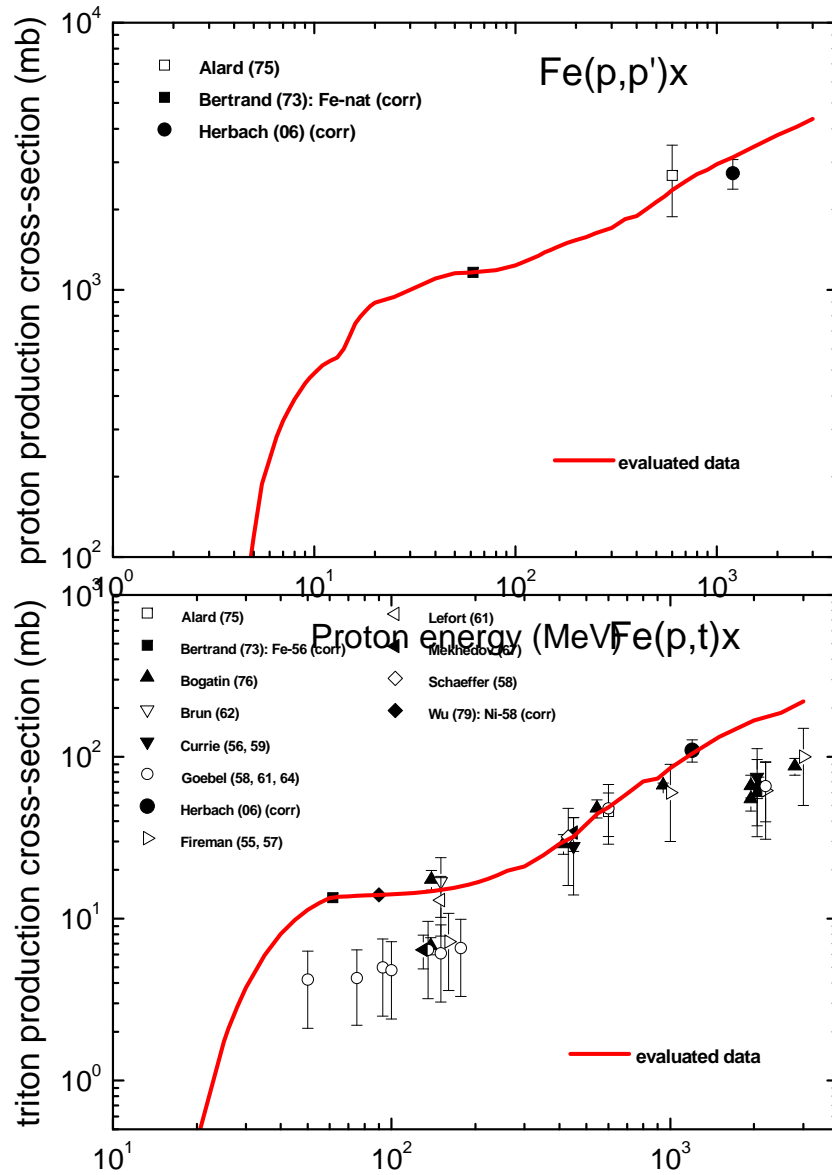 10⁴
proton production cross-section (mb)
Alard (75)
Bertrand (73): Fe-nat (corr)
Herbach (06) (corr)
Fe(p,p')x
10³
evaluated data
10²
10⁰ 10¹ 10² 10³
Proton energy (MeV)
10³
triton production cross-section (mb)
Alard (75)
Bertrand (73): Fe-56 (corr)
Bogatin (76)
Brun (62)
Currie (56, 59)
Goebel (58, 61, 64)
Herbach (06) (corr)
Fireman (55, 57)
Lefort (61)
Mekhedov (67)
Schaeffer (58)
Wu (79): Ni-58 (corr)
Fe(p,t)x
10²
10¹
10⁰
evaluated data
10¹ 10² 10³